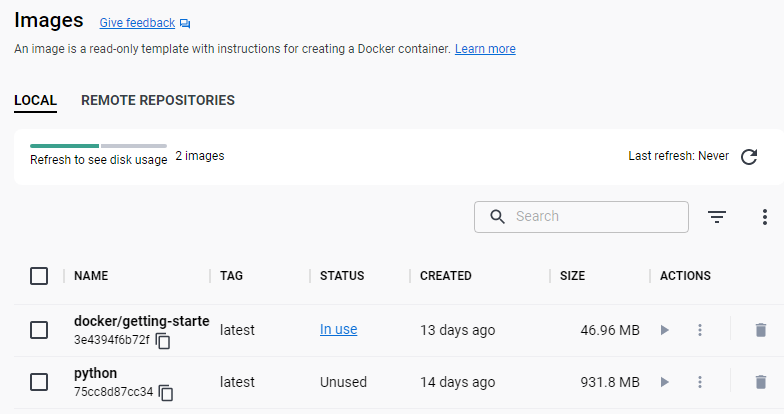 Images Give feedback
An image is a read-only template with instructions for creating a Docker container. Learn more
LOCAL REMOTE REPOSITORIES
Refresh to see disk usage 2 images Last refresh: Never
Search
NAME TAG STATUS CREATED SIZE ACTIONS
docker/getting-starte
3e4394f6b72f latest In use 13 days ago 46.96 MB
python
75cc8d87cc34 latest Unused 14 days ago 931.8 MB